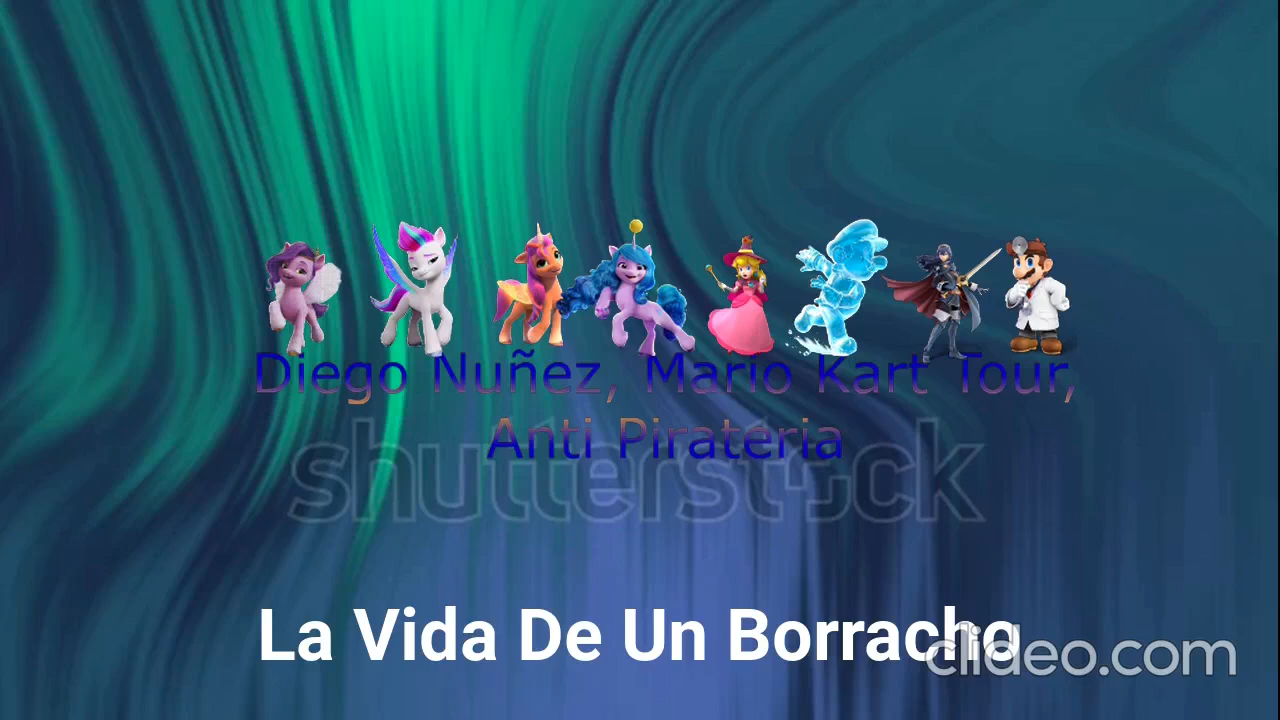 Diego Nuñez, Mario Kart Tour,
Anti Pirateria
shutterstock
La Vida De Un Borracho
clideo.com